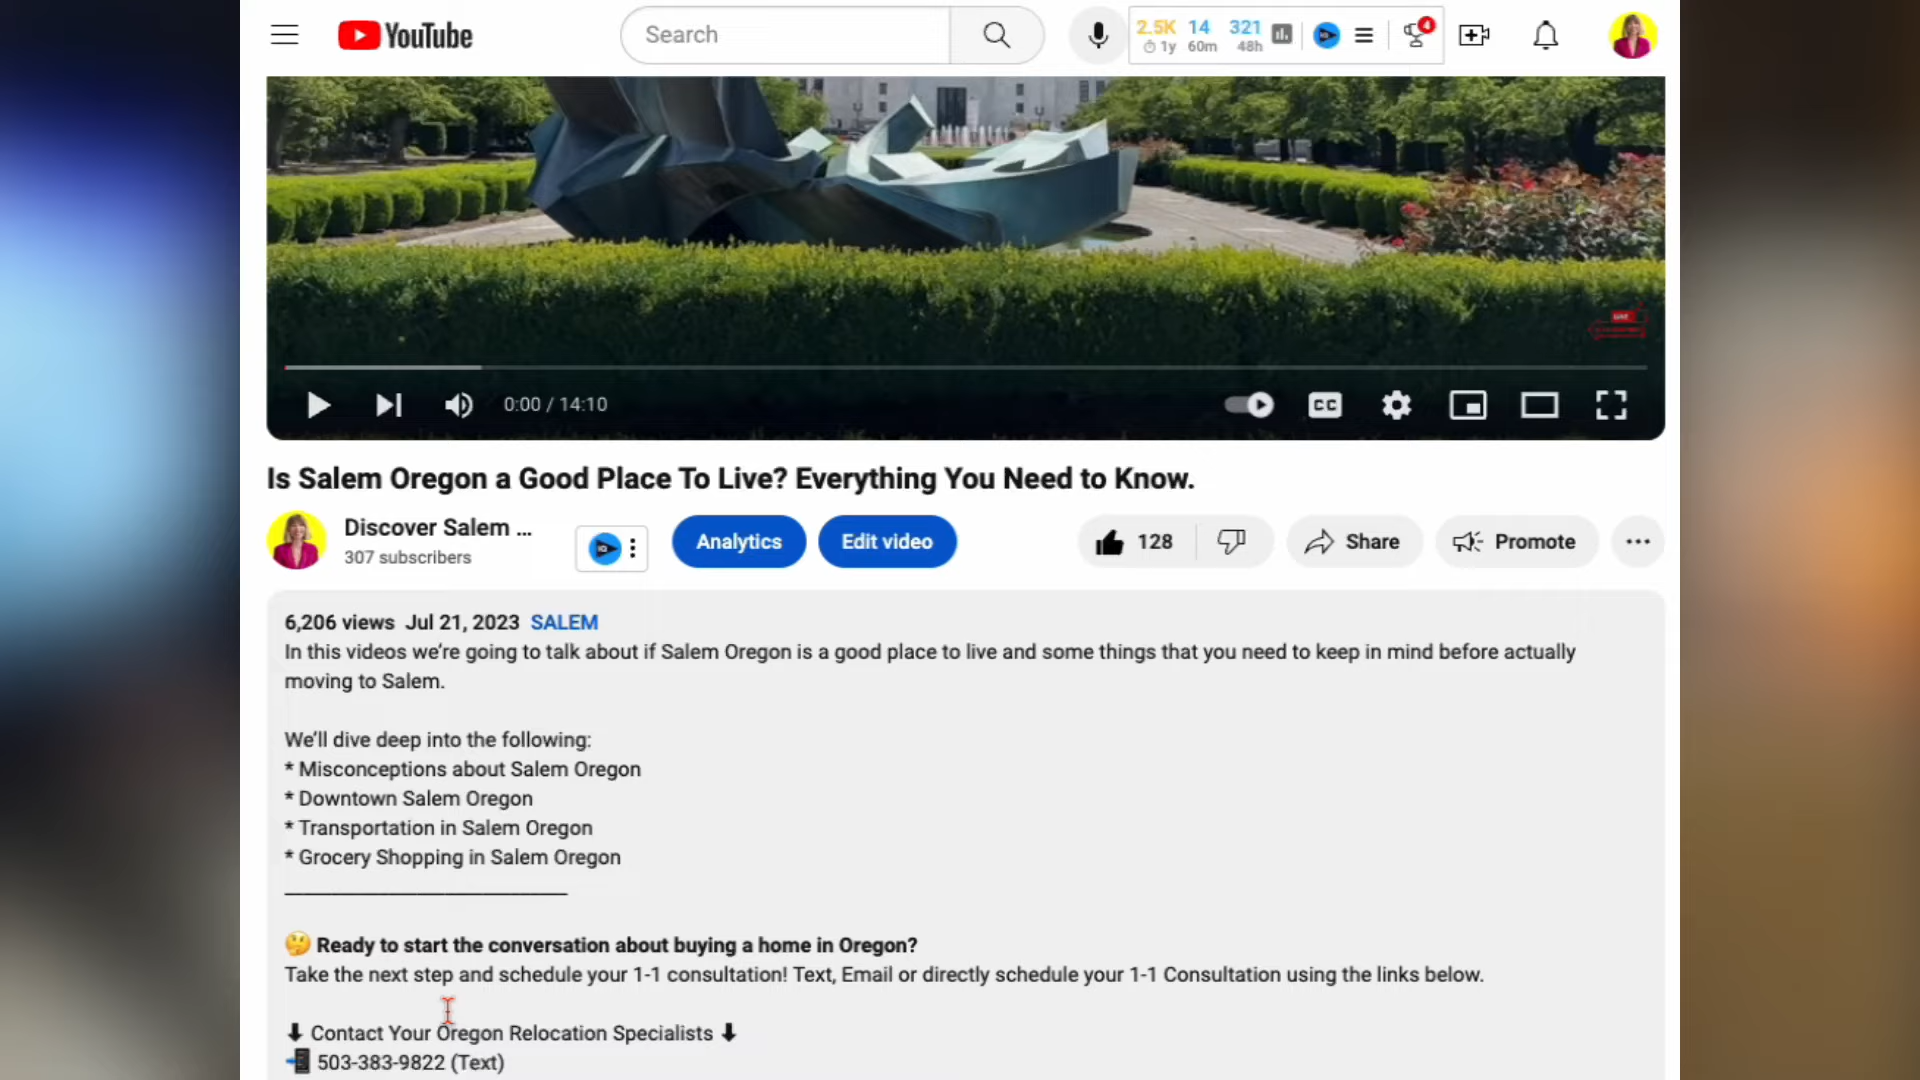 YouTube
Search
2.5K 14 321
1y 60m 48h
4
0:00 / 14:10
CC
Is Salem Oregon a Good Place To Live? Everything You Need to Know.
Discover Salem ...
307 subscribers
Analytics
Edit video
128
Share
Promote
6,206 views Jul 21, 2023 SALEM
In this videos we’re going to talk about if Salem Oregon is a good place to live and some things that you need to keep in mind before actually
moving to Salem.
We’ll dive deep into the following:
* Misconceptions about Salem Oregon
* Downtown Salem Oregon
* Transportation in Salem Oregon
* Grocery Shopping in Salem Oregon
🤔 Ready to start the conversation about buying a home in Oregon?
Take the next step and schedule your 1-1 consultation! Text, Email or directly schedule your 1-1 Consultation using the links below.
⬇ Contact Your Oregon Relocation Specialists ⬇
📲 503-383-9822 (Text)